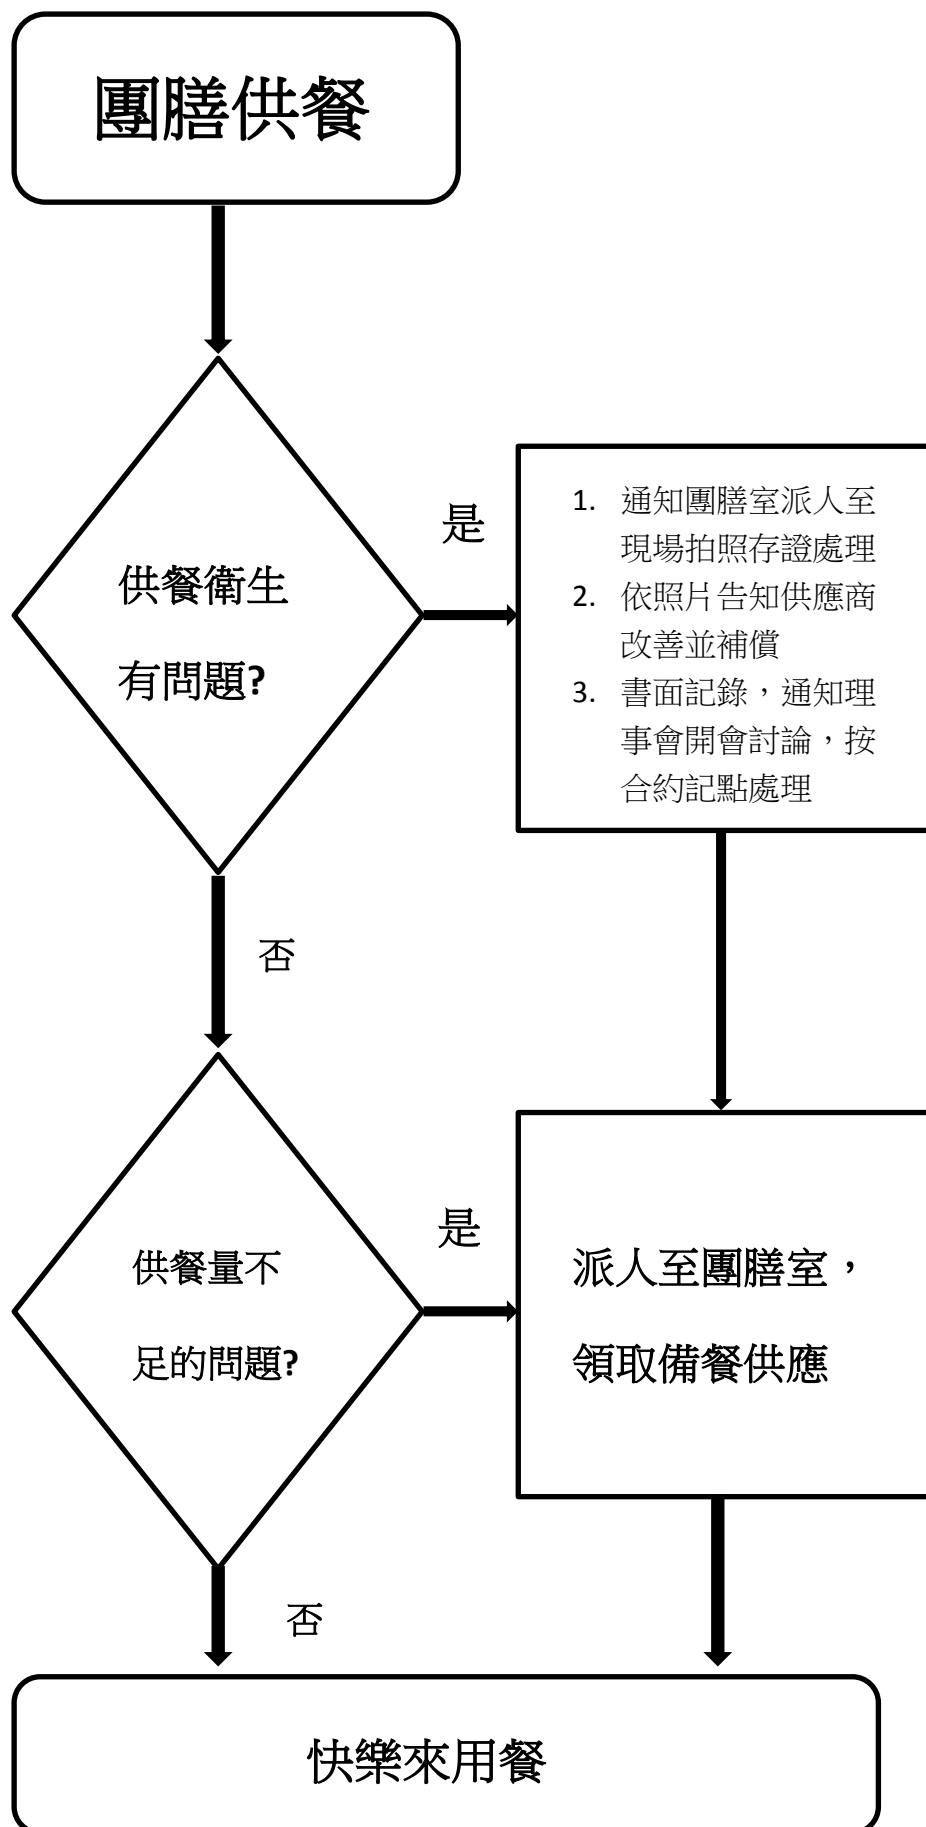 團膳供餐
是
供餐衛生
有問題?
1. 通知團膳室派人至
現場拍照存證處理
2. 依照片告知供應商
改善並補償
3. 書面記錄，通知理
事會開會討論，按
合約記點處理
否
是
供餐量不
足的問題?
派人至團膳室，
領取備餐供應
否
快樂來用餐